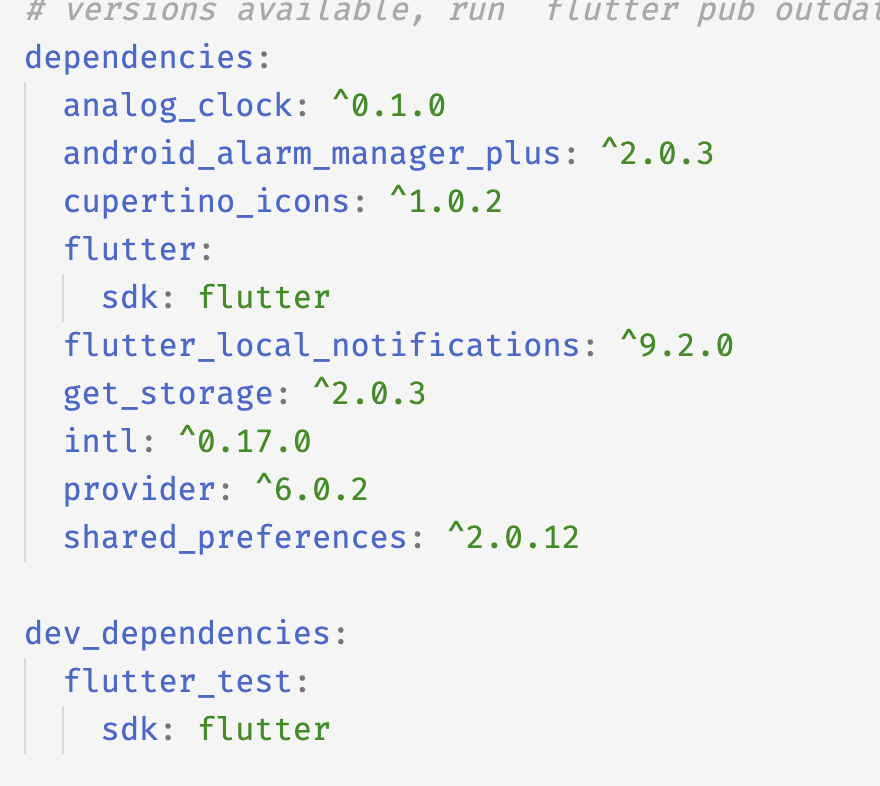 # versions available, run `flutter pub
dependencies:
  analog_clock: ^0.1.0
  android_alarm_manager_plus: ^2.0.3
  cupertino_icons: ^1.0.2
  flutter:
    sdk: flutter
  flutter_local_notifications: ^9.2.0
  get_storage: ^2.0.3
  intl: ^0.17.0
  provider: ^6.0.2
  shared_preferences: ^2.0.12
dev_dependencies:
  flutter_test:
    sdk: flutter